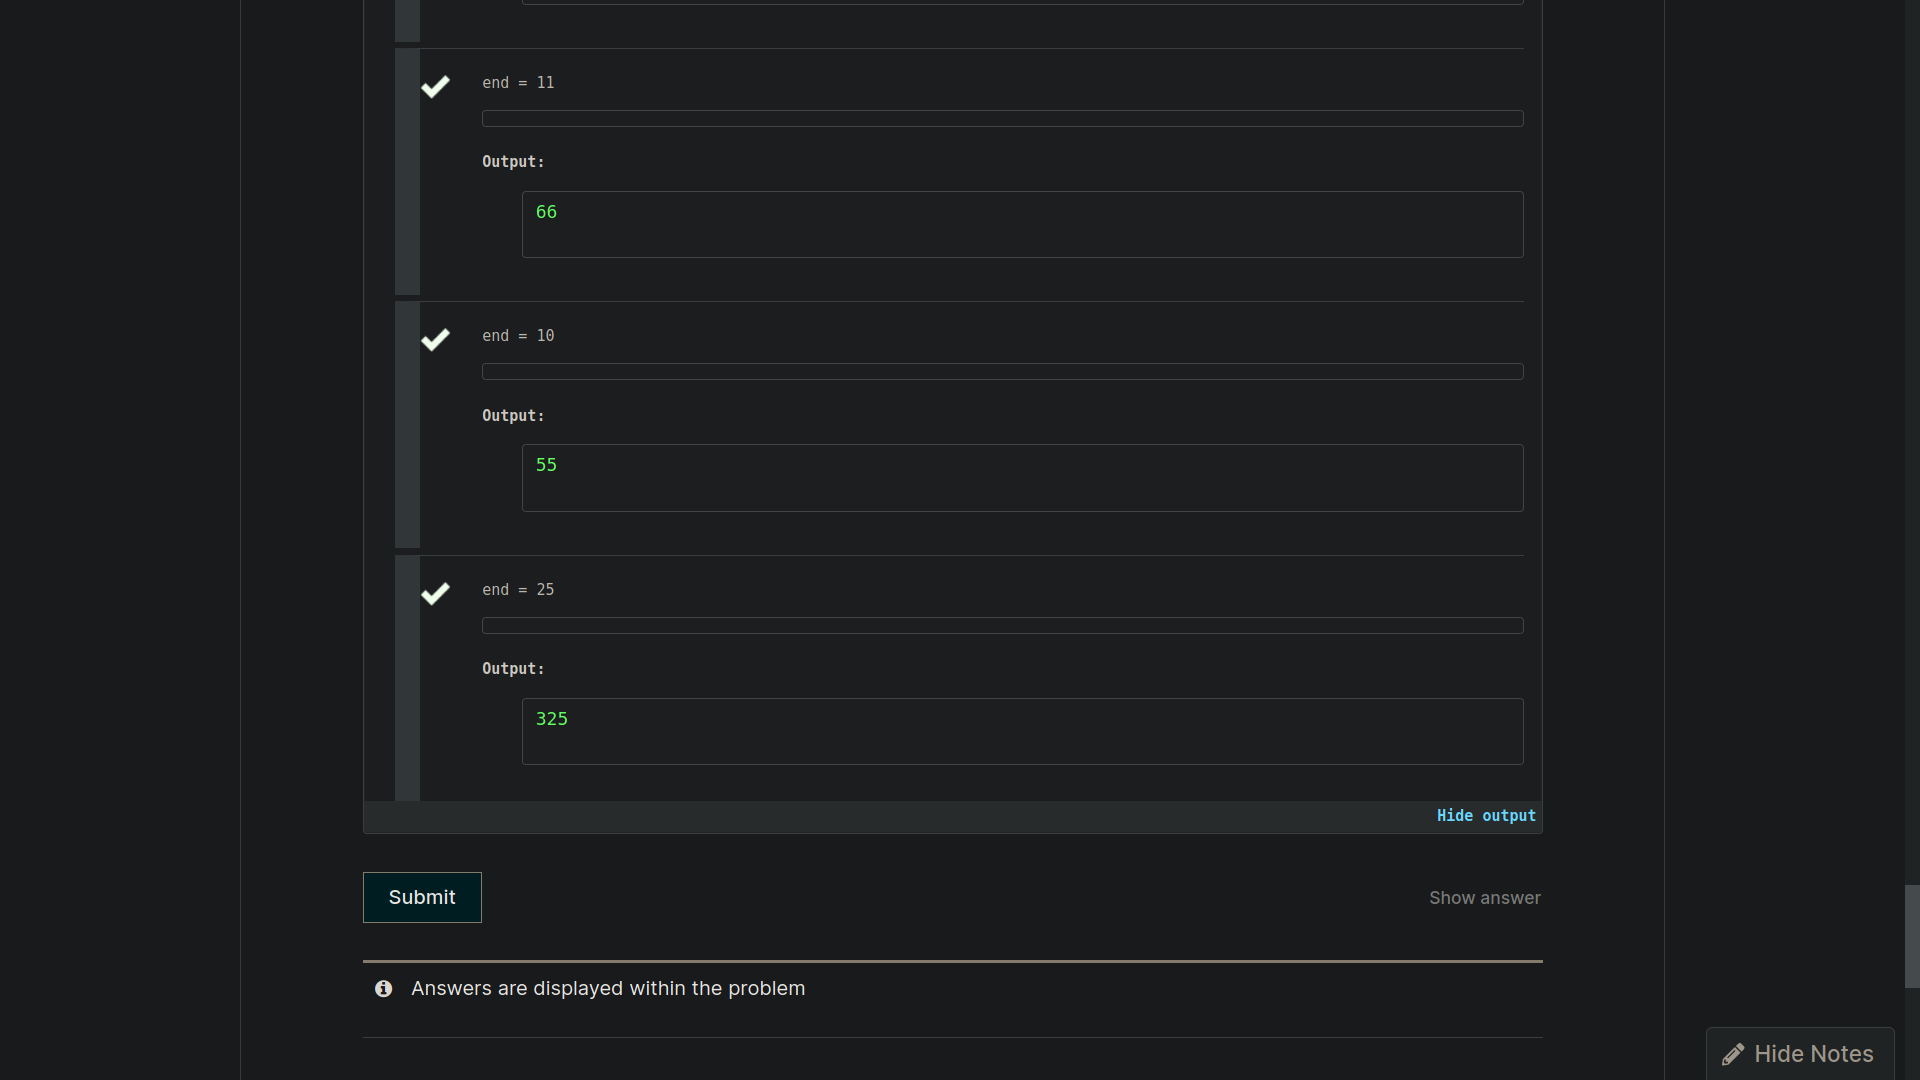 end = 11
Output:
66
end = 10
Output:
55
end = 25
Output:
325
Hide output
Submit
Show answer
Answers are displayed within the problem
Hide Notes